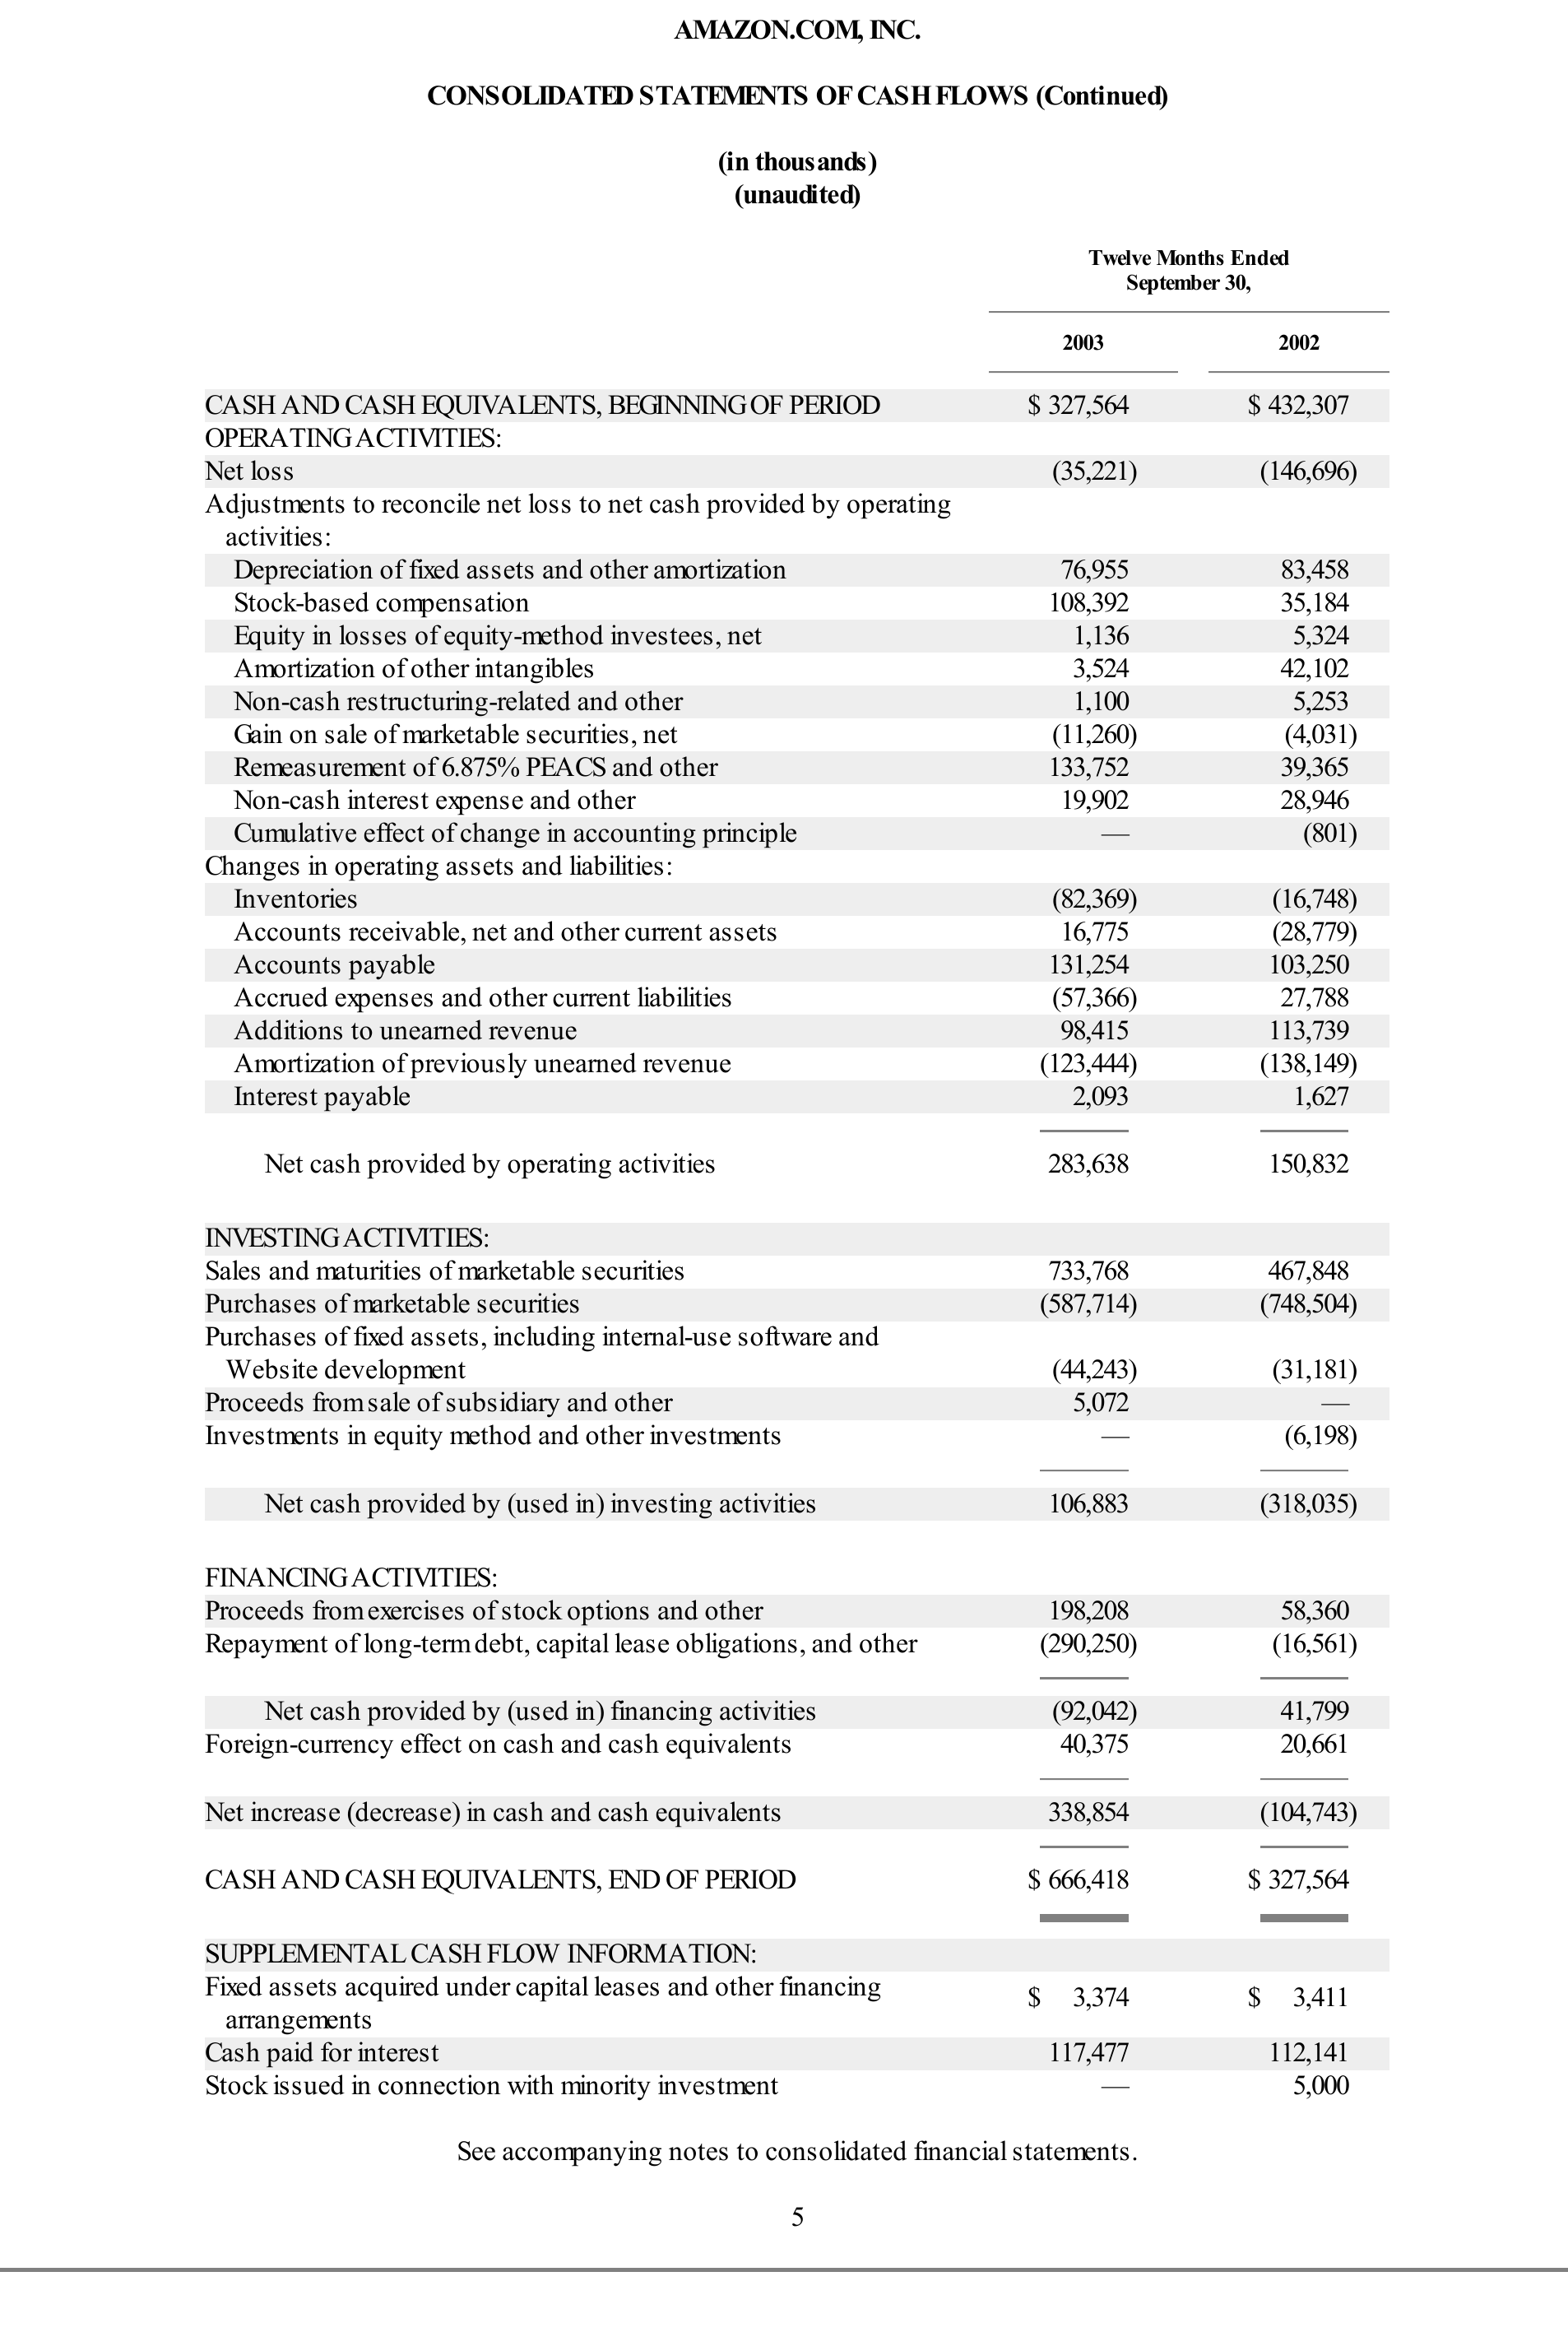 AMAZON.COM, INC.
CONSOLIDATED STATEMENTS OF CASH FLOWS (Continued)
(in thousands)
(unaudited)
Twelve Months Ended
September 30,
2003 2002
CASH AND CASH EQUIVALENTS, BEGINNING OF PERIOD $ 327,564 $ 432,307
OPERATING ACTIVITIES:
Net loss (35,221) (146,696)
Adjustments to reconcile net loss to net cash provided by operating
activities:
Depreciation of fixed assets and other amortization 76,955 83,458
Stock-based compensation 108,392 35,184
Equity in losses of equity-method investees, net 1,136 5,324
Amortization of other intangibles 3,524 42,102
Non-cash restructuring-related and other 1,100 5,253
Gain on sale of marketable securities, net (11,260) (4,031)
Remeasurement of 6.875% PEACS and other 133,752 39,365
Non-cash interest expense and other 19,902 28,946
Cumulative effect of change in accounting principle — (801)
Changes in operating assets and liabilities:
Inventories (82,369) (16,748)
Accounts receivable, net and other current assets 16,775 (28,779)
Accounts payable 131,254 103,250
Accrued expenses and other current liabilities (57,366) 27,788
Additions to unearned revenue 98,415 113,739
Amortization of previously unearned revenue (123,444) (138,149)
Interest payable 2,093 1,627
Net cash provided by operating activities 283,638 150,832
INVESTING ACTIVITIES:
Sales and maturities of marketable securities 733,768 467,848
Purchases of marketable securities (587,714) (748,504)
Purchases of fixed assets, including internal-use software and
Website development (44,243) (31,181)
Proceeds from sale of subsidiary and other 5,072 —
Investments in equity method and other investments — (6,198)
Net cash provided by (used in) investing activities 106,883 (318,035)
FINANCING ACTIVITIES:
Proceeds from exercises of stock options and other 198,208 58,360
Repayment of long-term debt, capital lease obligations, and other (290,250) (16,561)
Net cash provided by (used in) financing activities (92,042) 41,799
Foreign-currency effect on cash and cash equivalents 40,375 20,661
Net increase (decrease) in cash and cash equivalents 338,854 (104,743)
CASH AND CASH EQUIVALENTS, END OF PERIOD $ 666,418 $ 327,564
SUPPLEMENTAL CASH FLOW INFORMATION:
Fixed assets acquired under capital leases and other financing
arrangements $ 3,374 $ 3,411
Cash paid for interest 117,477 112,141
Stock issued in connection with minority investment — 5,000
See accompanying notes to consolidated financial statements.
5